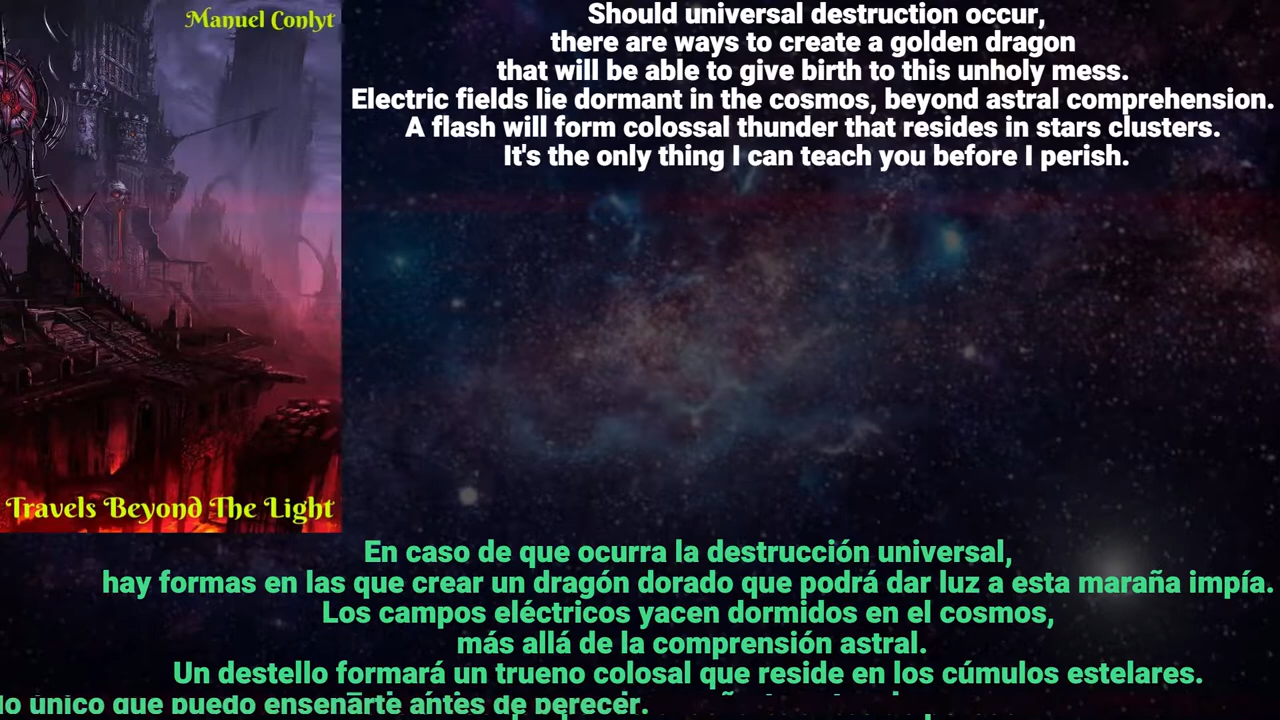 Manuel Conlyt
Should universal destruction occur,
there are ways to create a golden dragon
that will be able to give birth to this unholy mess.
Electric fields lie dormant in the cosmos, beyond astral comprehension.
A flash will form colossal thunder that resides in stars clusters.
It's the only thing I can teach you before I perish.
Travels Beyond The Light
En caso de que ocurra la destrucción universal,
hay formas en las que crear un dragón dorado que podrá dar luz a esta maraña impía.
Los campos eléctricos yacen dormidos en el cosmos,
más allá de la comprensión astral.
Un destello formará un trueno colosal que reside en los cúmulos estelares.
lo único que puedo enseñarte antes de perecer.